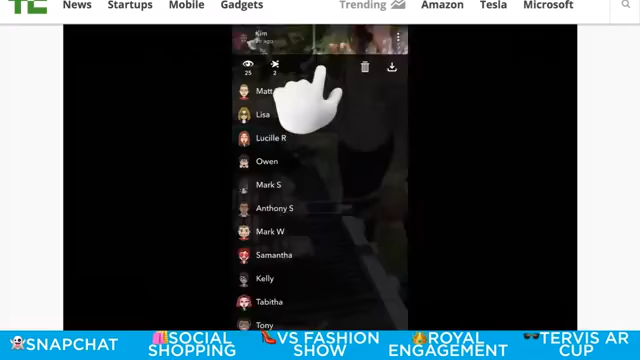 TC News Startups Mobile Gadgets Trending Amazon Tesla Microsoft
Kim
25 2
Matt
Lisa
Lucille R
Owen
Mark S
Anthony S
Mark W
Samantha
Kelly
Tabitha
Tony
SNAPCHAT
SOCIAL SHOPPING
VS FASHION SHOW
ROYAL ENGAGEMENT
TERVIS AR CUP